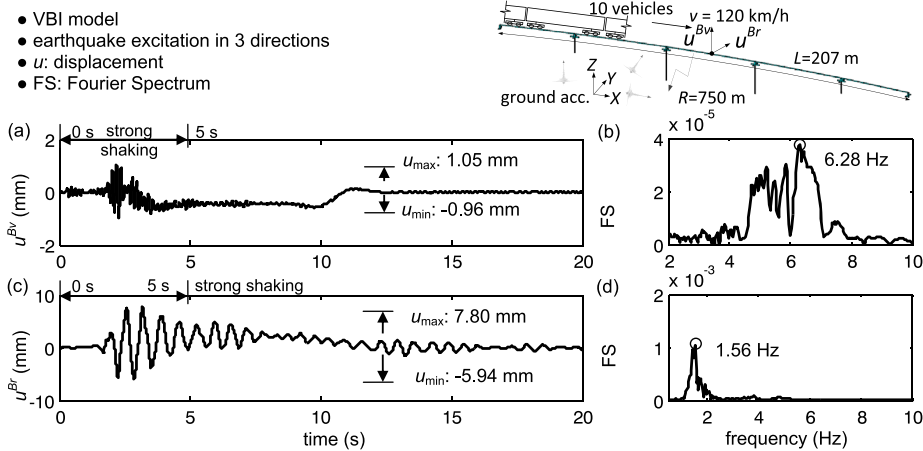 ● VBI model
● earthquake excitation in 3 directions
● u: displacement
● FS: Fourier Spectrum
10 vehicles
v = 120 km/h
u^Bv
u^Br
L=207 m
Z
Y
X
ground acc.
R=750 m
(a)
0 s
strong shaking
5 s
2
0
-2
u^Bv (mm)
u_max: 1.05 mm
u_min: -0.96 mm
0 5 10 15 20
(b)
x 10^-5
4
2
0
FS
6.28 Hz
2 4 6 8 10
(c)
0 s
5 s
strong shaking
10
0
-10
u^Br (mm)
u_max: 7.80 mm
u_min: -5.94 mm
0 5 10 15 20
time (s)
(d)
x 10^-3
2
1
0
FS
1.56 Hz
2 4 6 8 10
frequency (Hz)